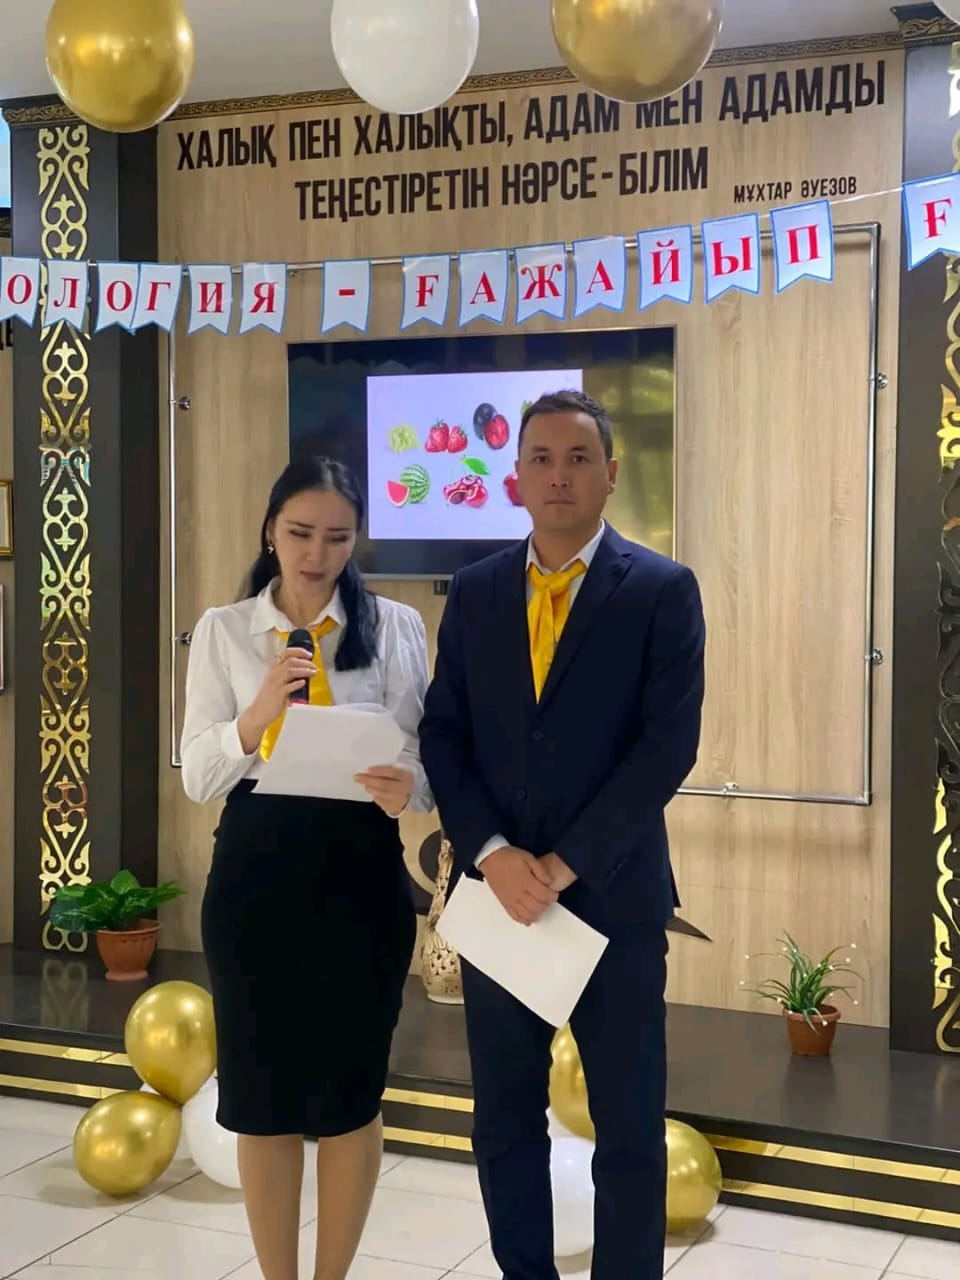 ХАЛЫҚ ПЕН ХАЛЫҚТЫ, АДАМ МЕН АДАМДЫ
ТЕҢЕСТІРЕТІН НӘРСЕ - БІЛІМ
МҰХТАР ӘУЕЗОВ
ОЛОГИЯ - ҒАЖАЙЫП Ғ